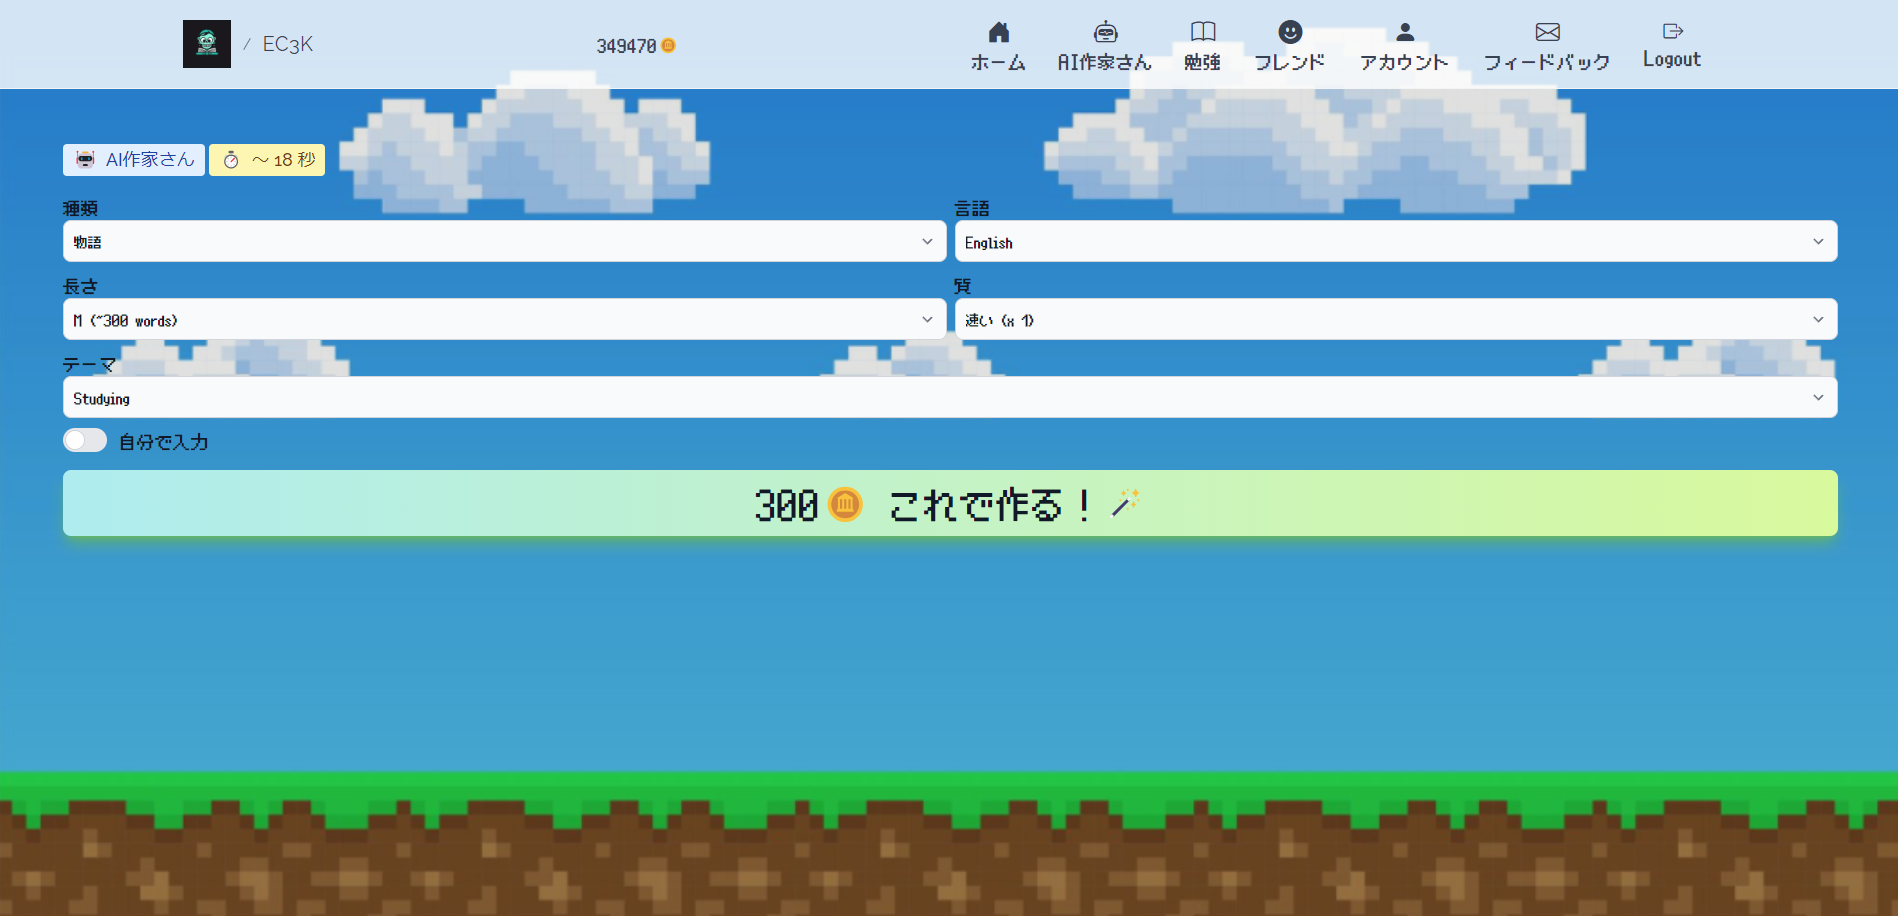 / EC3K
349470
ホーム
AI作家さん
勉強
フレンド
アカウント
フィードバック
Logout
AI作家さん
～ 18 秒
種類
言語
物語
English
長さ
質
M (~300 words)
速い (x 1)
テーマ
Studying
自分で入力
300 これで作る！